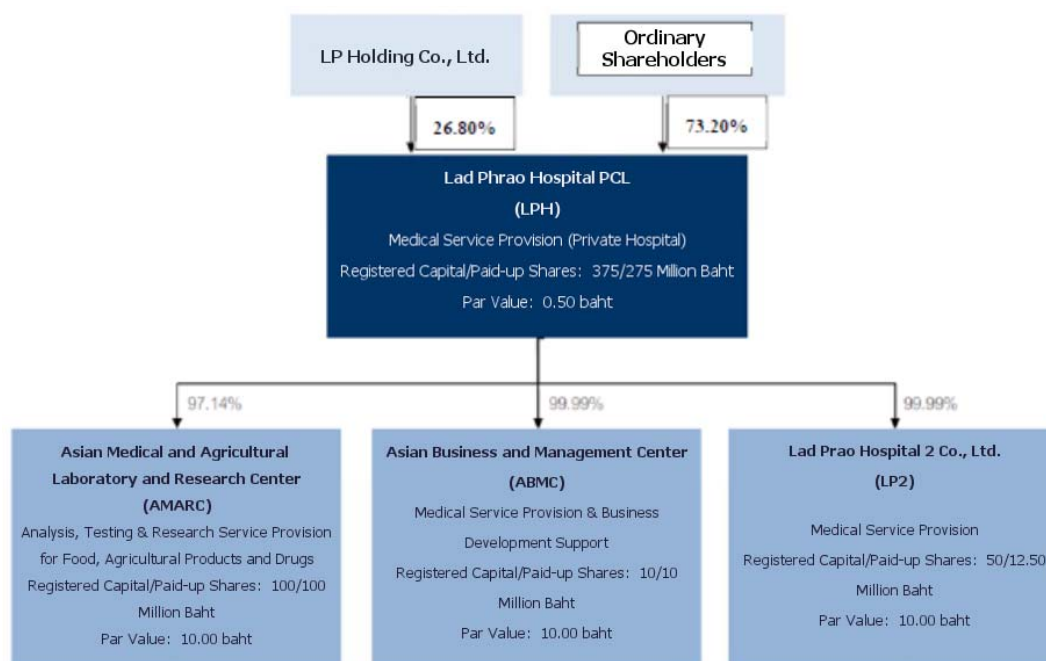 LP Holding Co., Ltd.
Ordinary
Shareholders
26.80%
73.20%
Lad Phrao Hospital PCL
(LPH)
Medical Service Provision (Private Hospital)
Registered Capital/Paid-up Shares: 375/275 Million Baht
Par Value: 0.50 baht
97.14%
99.99%
99.99%
Asian Medical and Agricultural
Laboratory and Research Center
(AMARC)
Analysis, Testing & Research Service Provision
for Food, Agricultural Products and Drugs
Registered Capital/Paid-up Shares: 100/100
Million Baht
Par Value: 10.00 baht
Asian Business and Management Center
(ABMC)
Medical Service Provision & Business
Development Support
Registered Capital/Paid-up Shares: 10/10
Million Baht
Par Value: 10.00 baht
Lad Prao Hospital 2 Co., Ltd.
(LP2)
Medical Service Provision
Registered Capital/Paid-up Shares: 50/12.50
Million Baht
Par Value: 10.00 baht